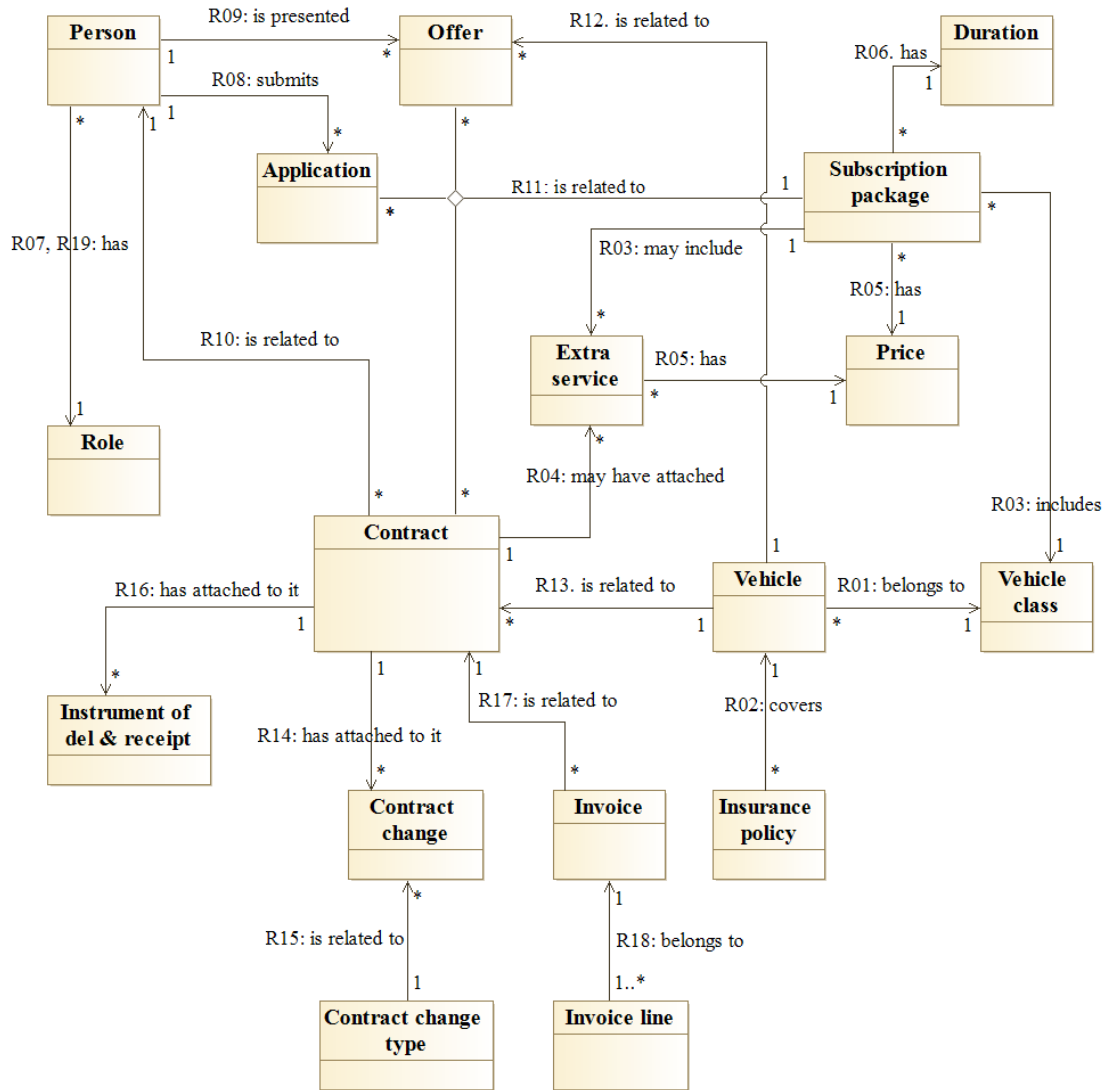 R09: is presented
R12. is related to
Person
Offer
Duration
1
*
*
R06. has
1
R08: submits
*
1
1
*
*
*
Application
Subscription
package
R11: is related to
1
*
*
R07, R19: has
R03: may include
1
*
R05: has
R10: is related to
*
1
Extra
service
R05: has
Price
*
1
1
Role
*
R04: may have attached
*
*
R03: includes
Contract
1
1
1
Vehicle
Vehicle
class
R16: has attached to it
R13. is related to
R01: belongs to
1
*
1
*
1
1
1
1
*
R17: is related to
R02: covers
Instrument of
del & receipt
R14: has attached to it
*
*
*
Contract
change
Invoice
Insurance
policy
*
1
R15: is related to
R18: belongs to
1
1..*
Contract change
type
Invoice line